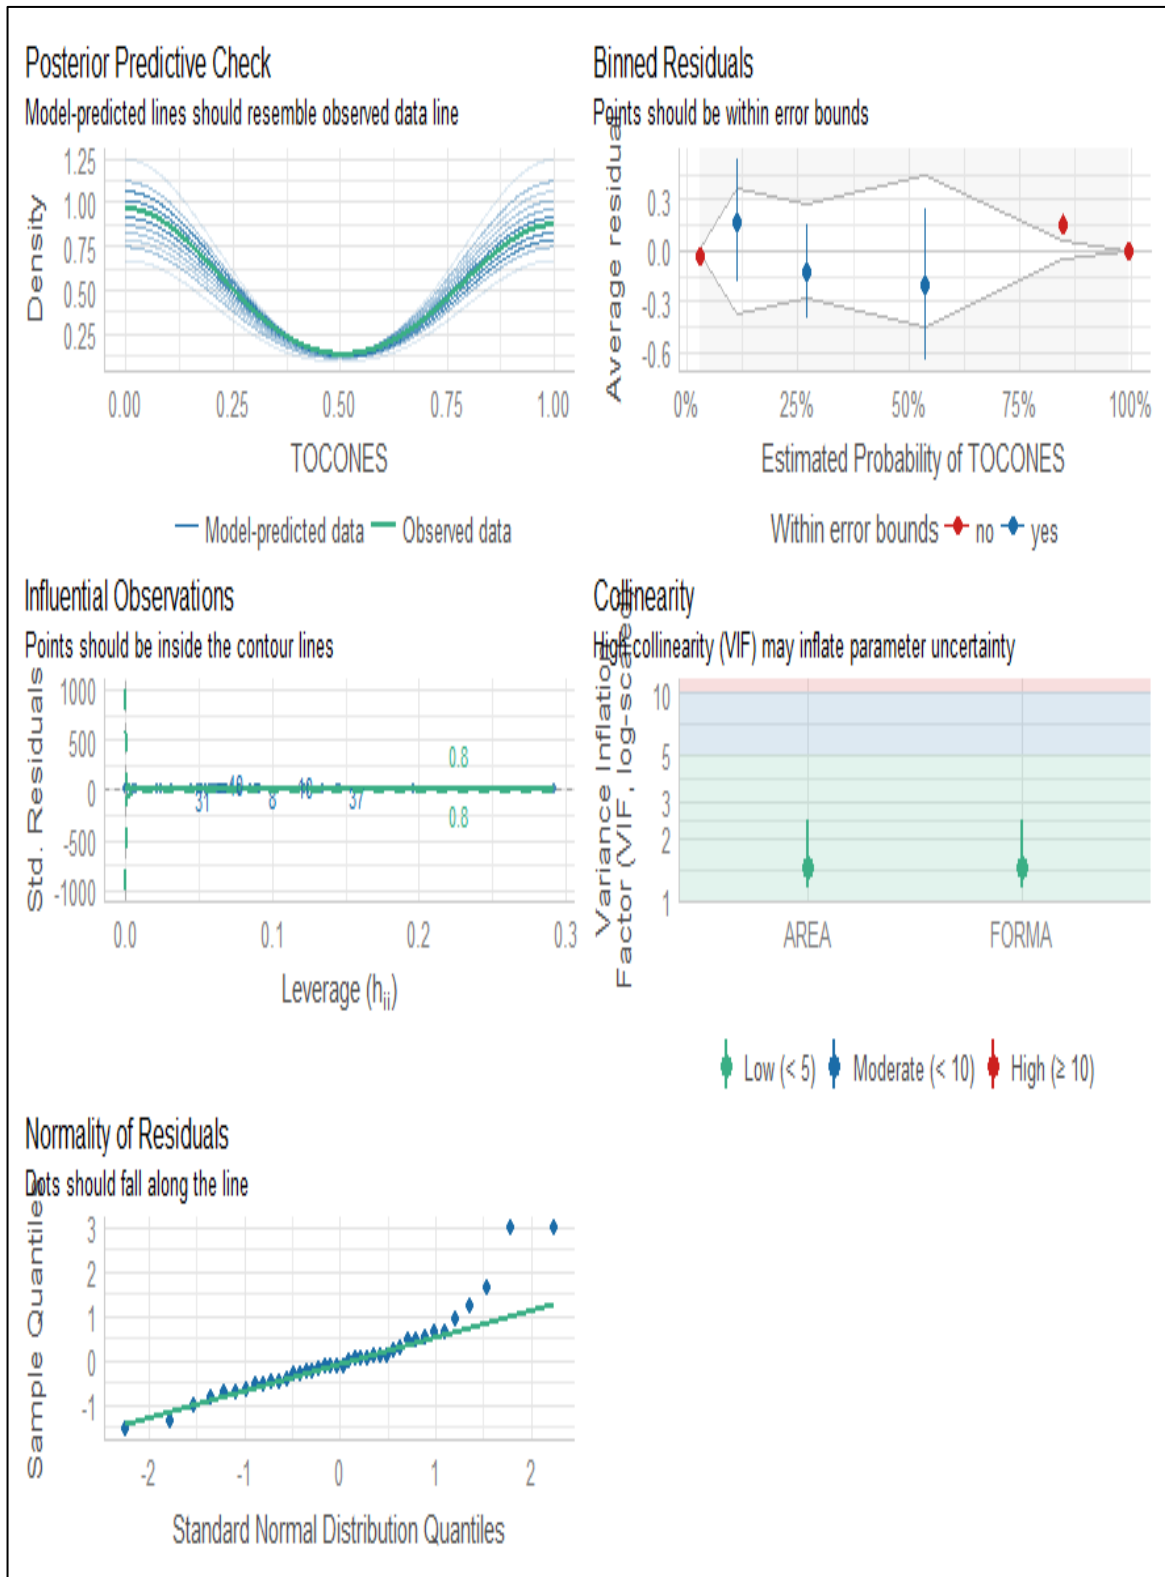 Posterior Predictive Check
Model-predicted lines should resemble observed data line
Density
1.25
1.00
0.75
0.50
0.25
0.00 0.25 0.50 0.75 1.00
TOCONES
Model-predicted data Observed data
Binned Residuals
Points should be within error bounds
Average residual
0.3
0.0
-0.3
-0.6
0% 25% 50% 75% 100%
Estimated Probability of TOCONES
Within error bounds no yes
Influential Observations
Points should be inside the contour lines
Std. Residuals
1000
500
0
-500
-1000
0.8
31 8 37
0.8
0.0 0.1 0.2 0.3
Leverage (hii)
Collinearity
High collinearity (VIF) may inflate parameter uncertainty
Variance Inflation
Factor (VIF, log-scaled)
10
5
3
2
1
AREA FORMA
Low (< 5) Moderate (< 10) High (≥ 10)
Normality of Residuals
Dots should fall along the line
Sample Quantiles
3
2
1
0
-1
-2 -1 0 1 2
Standard Normal Distribution Quantiles